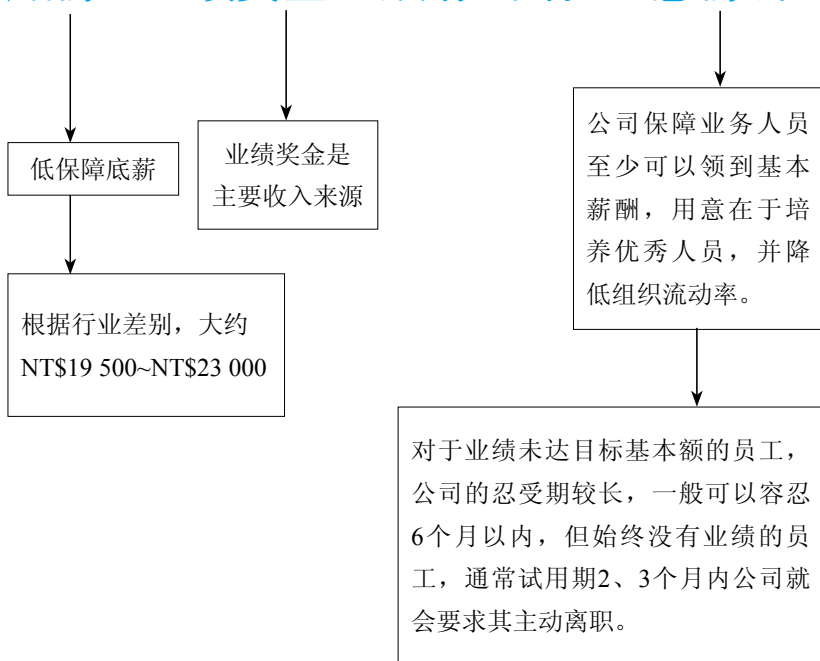 低保障底薪
业绩奖金是
主要收入来源
公司保障业务人员
至少可以领到基本
薪酬，用意在于培
养优秀人员，并降
低组织流动率。
根据行业差别，大约
NT$19 500~NT$23 000
对于业绩未达目标基本额的员工，
公司的忍受期较长，一般可以容忍
6个月以内，但始终没有业绩的员
工，通常试用期2、3个月内公司就
会要求其主动离职。